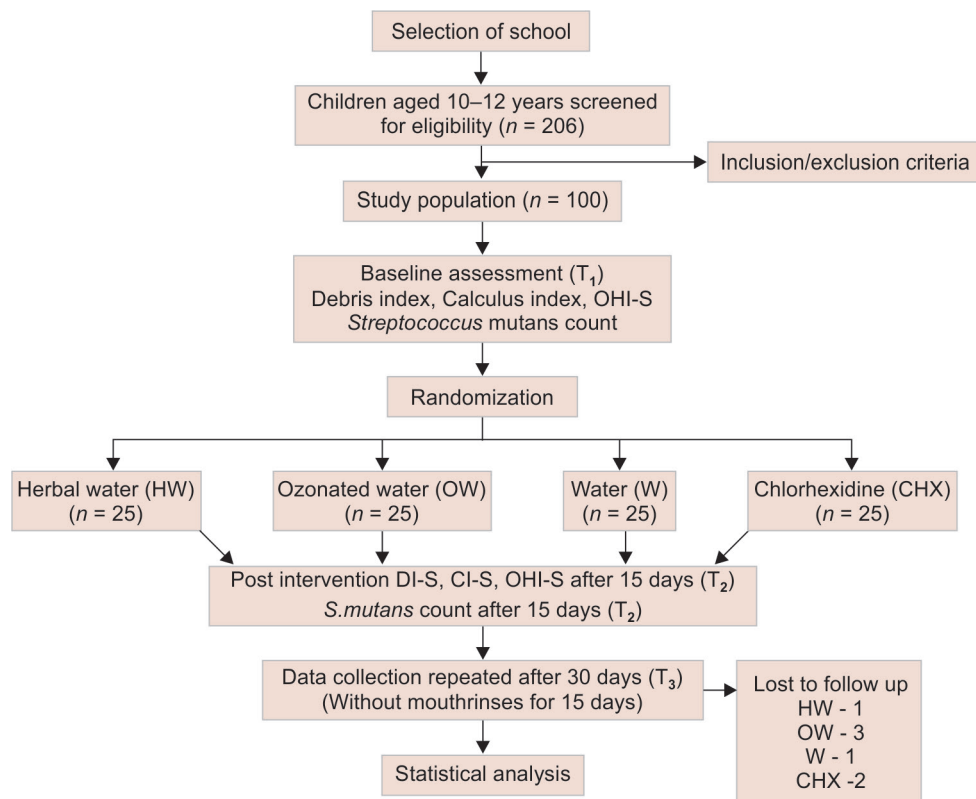 Selection of school
Children aged 10–12 years screened
for eligibility (n = 206)
Inclusion/exclusion criteria
Study population (n = 100)
Baseline assessment (T₁)
Debris index, Calculus index, OHI-S
Streptococcus mutans count
Randomization
Herbal water (HW)
(n = 25)
Ozonated water (OW)
(n = 25)
Water (W)
(n = 25)
Chlorhexidine (CHX)
(n = 25)
Post intervention DI-S, CI-S, OHI-S after 15 days (T₂)
S.mutans count after 15 days (T₂)
Data collection repeated after 30 days (T₃)
(Without mouthrinses for 15 days)
Lost to follow up
HW - 1
OW - 3
W - 1
CHX -2
Statistical analysis